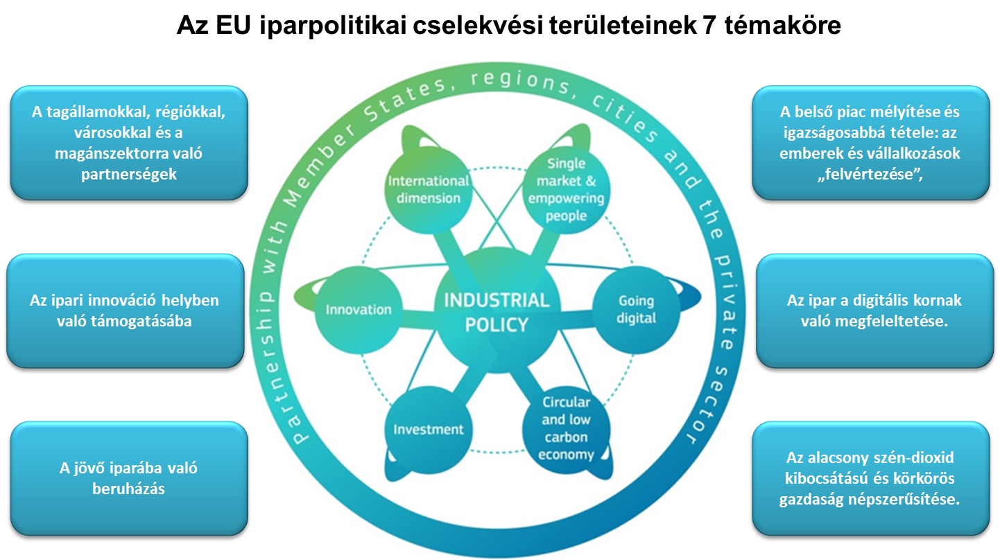 Az EU iparpolitikai cselekvési területeinek 7 témaköre
A tagállamokkal, régiókkal,
városokkal és a
magánszektorra való
partnerségek
Az ipari innováció helyben
való támogatásába
A jövő iparába való
beruházás
Partnership with Member States, regions, cities and the private sector
International
dimension
Single
market &
empowering
people
Innovation
INDUSTRIAL
POLICY
Going
digital
Investment
Circular
and low
carbon
economy
A belső piac mélyítése és
igazságosabbá tétele: az
emberek és vállalkozások
„felvértezése”,
Az ipar a digitális kornak
való megfeleltetése.
Az alacsony szén-dioxid
kibocsátású és körkörös
gazdaság népszerűsítése.